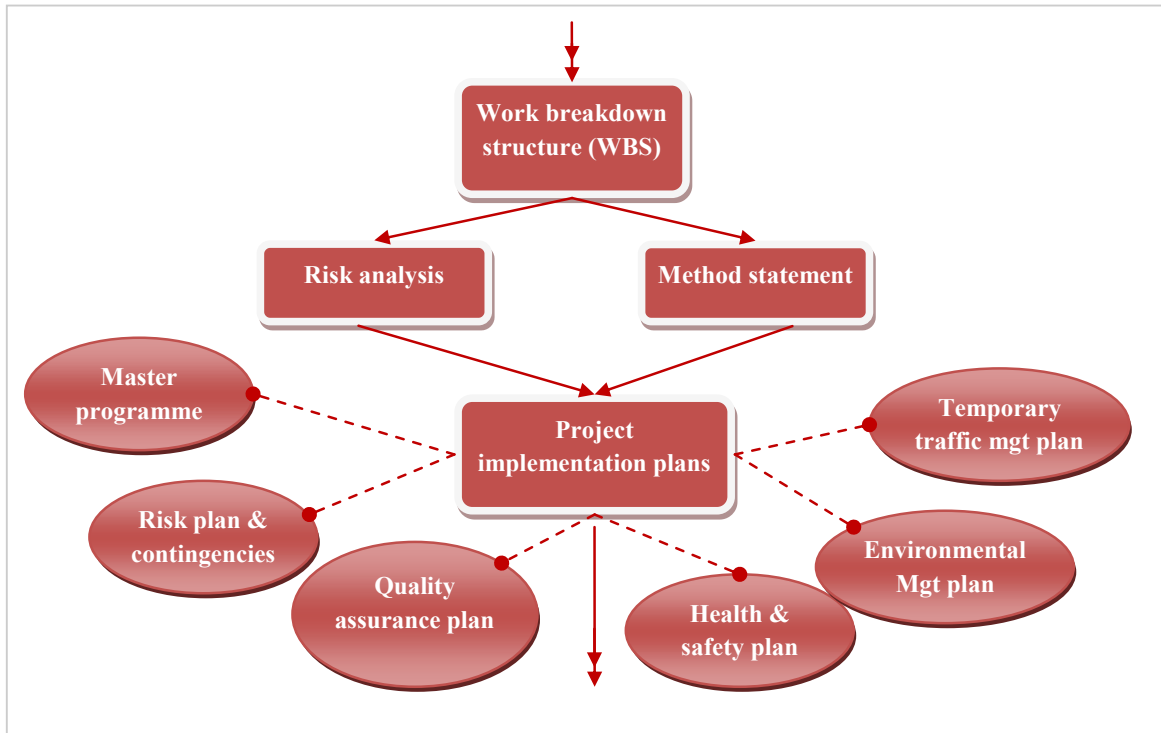 Work breakdown
structure (WBS)
Risk analysis
Method statement
Master
programme
Project
implementation plans
Temporary
traffic mgt plan
Risk plan &
contingencies
Environmental
Mgt plan
Quality
assurance plan
Health &
safety plan